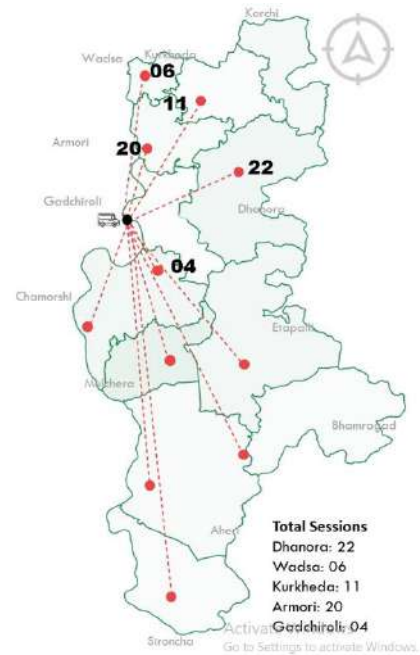 Korchi
Wadsa
Kurkheda
06
11
Armori
20
22
Gadchiroli
Dhanora
04
Chamorshi
Etapalli
Mulchera
Bhamragad
Aheri
Total Sessions
Dhanora: 22
Wadsa: 06
Kurkheda: 11
Armori: 20
Gadchiroli: 04
Sironcha
Activate Windows
Go to Settings to activate Windows.